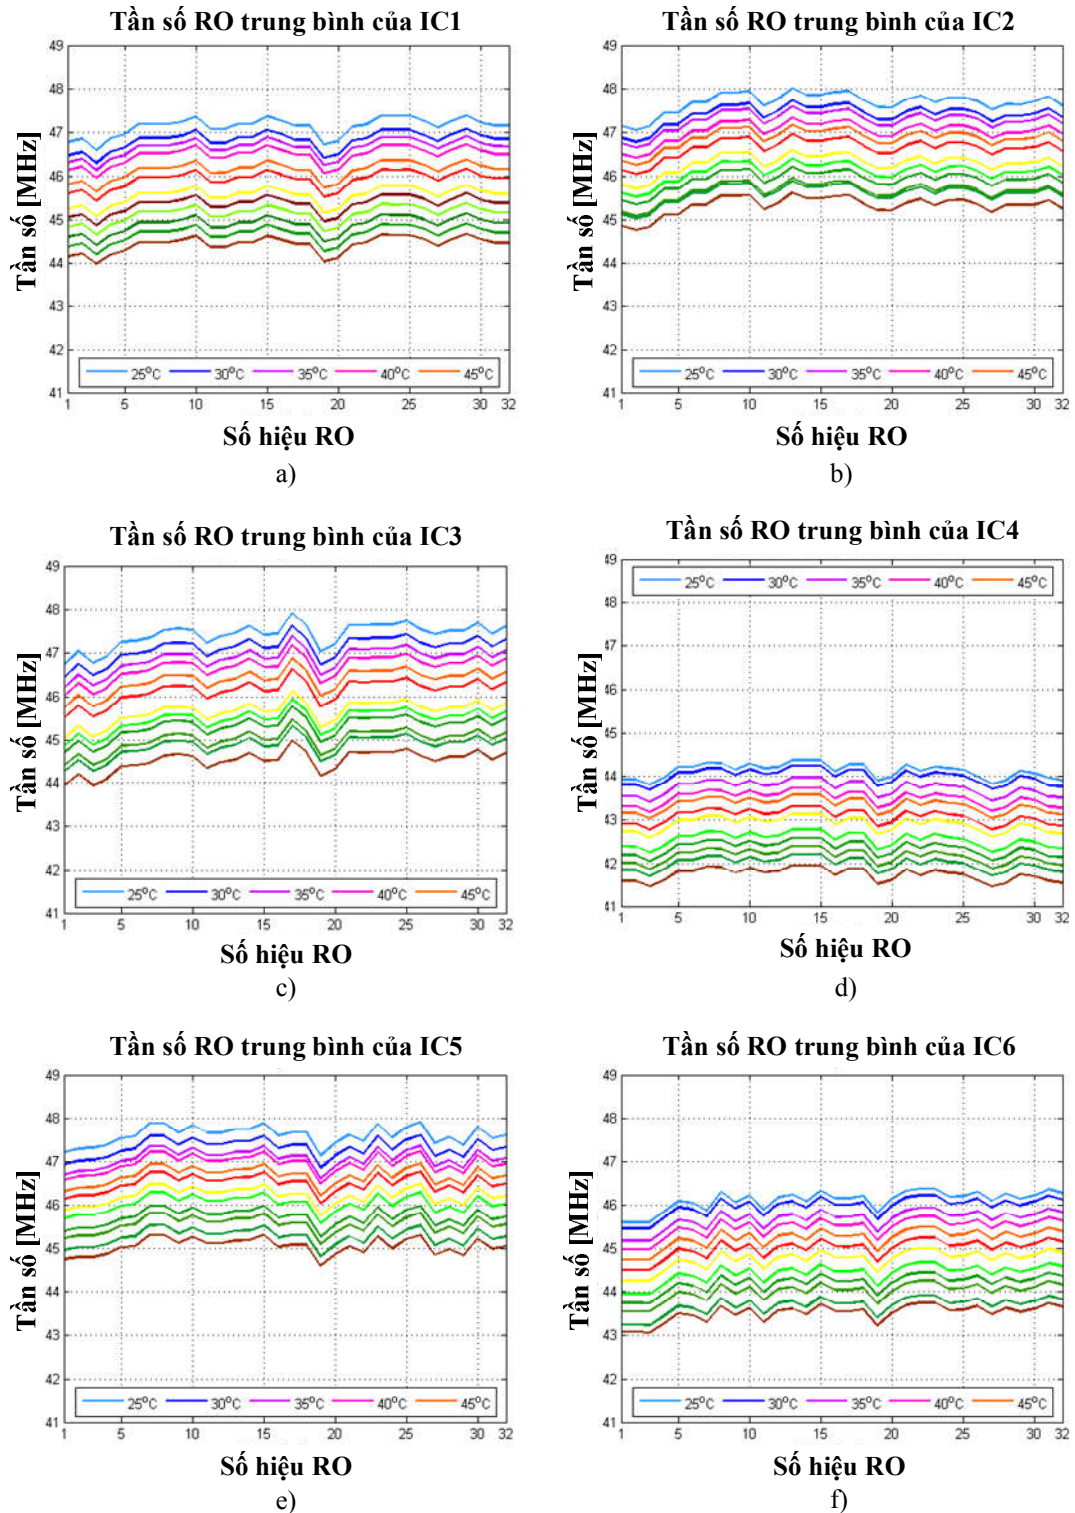 Tần số RO trung bình của IC1
Tần số [MHz]
49
48
47
46
45
44
43
42
41
25°C 30°C 35°C 40°C 45°C
1 5 10 15 20 25 30 32
Số hiệu RO
a)
Tần số RO trung bình của IC2
Tần số [MHz]
49
48
47
46
45
44
43
42
41
25°C 30°C 35°C 40°C 45°C
1 5 10 15 20 25 30 32
Số hiệu RO
b)
Tần số RO trung bình của IC3
Tần số [MHz]
49
48
47
46
45
44
43
42
41
25°C 30°C 35°C 40°C 45°C
1 5 10 15 20 25 30 32
Số hiệu RO
c)
Tần số RO trung bình của IC4
Tần số [MHz]
49
25°C 30°C 35°C 40°C 45°C
48
47
46
45
44
43
42
41
1 5 10 15 20 25 30 32
Số hiệu RO
d)
Tần số RO trung bình của IC5
Tần số [MHz]
49
48
47
46
45
44
43
42
41
25°C 30°C 35°C 40°C 45°C
1 5 10 15 20 25 30 32
Số hiệu RO
e)
Tần số RO trung bình của IC6
Tần số [MHz]
49
48
47
46
45
44
43
42
41
25°C 30°C 35°C 40°C 45°C
1 5 10 15 20 25 30 32
Số hiệu RO
f)